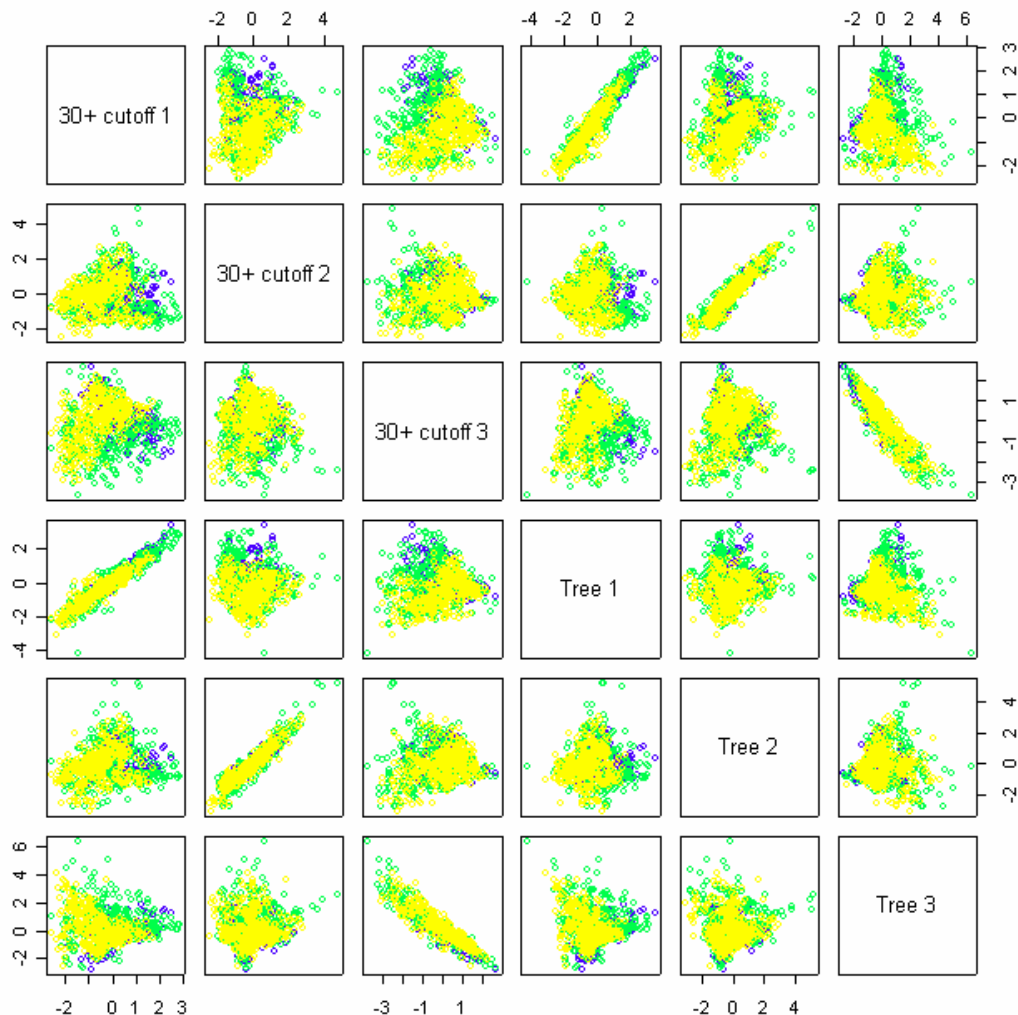 -2 0 2 4
-4 -2 0 2
-2 0 2 4 6
30+ cutoff 1
-2 0 1 2 3
-2 0 2 4
30+ cutoff 2
30+ cutoff 3
-3 -1 1
-4 -2 0 2
Tree 1
Tree 2
-2 0 2 4
-2 0 2 4 6
Tree 3
-2 0 1 2 3
-3 -1 1
-2 0 2 4